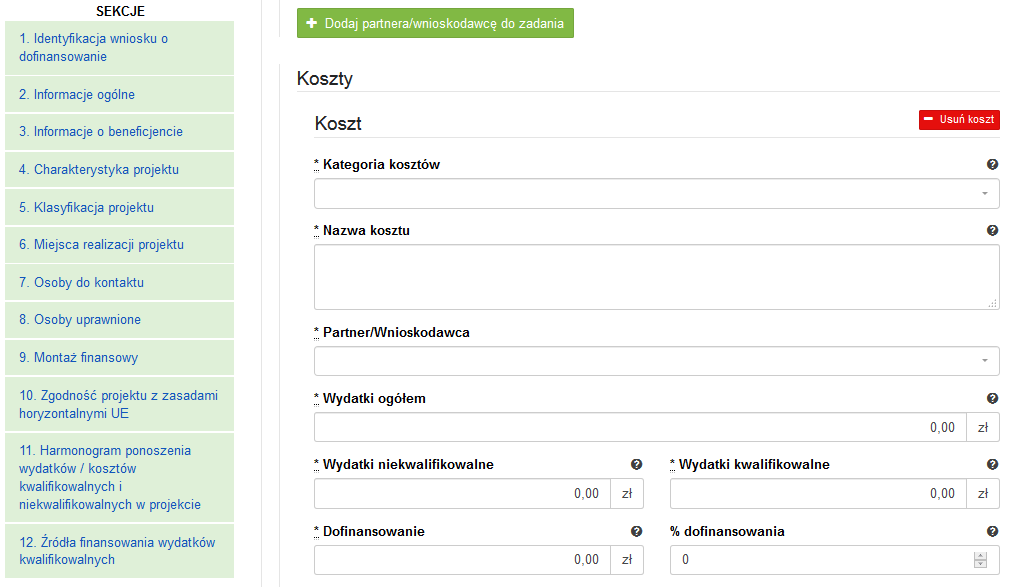 SEKCJE
1. Identyfikacja wniosku o
dofinansowanie
2. Informacje ogólne
3. Informacje o beneficjencie
4. Charakterystyka projektu
5. Klasyfikacja projektu
6. Miejsca realizacji projektu
7. Osoby do kontaktu
8. Osoby uprawnione
9. Montaż finansowy
10. Zgodność projektu z zasadami
horyzontalnymi UE
11. Harmonogram ponoszenia
wydatków / kosztów
kwalifikowalnych i
niekwalifikowalnych w projekcie
12. Źródła finansowania wydatków
kwalifikowalnych
+ Dodaj partnera/wnioskodawcę do zadania
Koszty
Koszt
− Usuń koszt
* Kategoria kosztów ?
* Nazwa kosztu ?
* Partner/Wnioskodawca
* Wydatki ogółem ?
0,00 zł
* Wydatki niekwalifikowalne ? * Wydatki kwalifikowalne ?
0,00 zł 0,00 zł
* Dofinansowanie ? % dofinansowania ?
0,00 zł 0